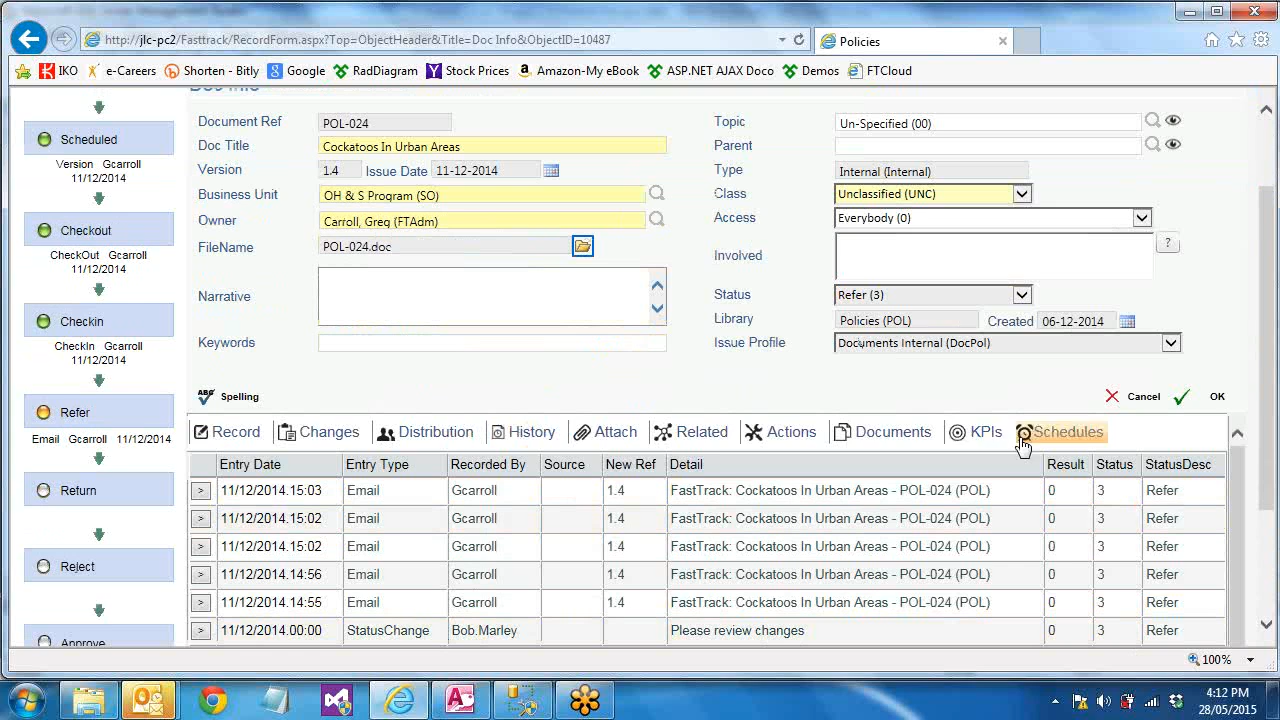 http://jlc-pc2/Fasttrack/RecordForm.aspx?Top=ObjectHeader&Title=Doc Info&ObjectID=10487
Policies
IKO e-Careers Shorten - Bitly Google RadDiagram Stock Prices Amazon-My eBook ASP.NET AJAX Doco Demos FTCloud
Scheduled
Version Gcarroll
11/12/2014
Checkout
CheckOut Gcarroll
11/12/2014
Checkin
CheckIn Gcarroll
11/12/2014
Refer
Email Gcarroll 11/12/2014
Return
Reject
Approve
Document Ref POL-024
Doc Title Cockatoos In Urban Areas
Version 1.4 Issue Date 11-12-2014
Business Unit OH & S Program (SO)
Owner Carroll, Greg (FTAdm)
FileName POL-024.doc
Narrative
Keywords
Topic Un-Specified (00)
Parent
Type Internal (Internal)
Class Unclassified (UNC)
Access Everybody (0)
Involved ?
Status Refer (3)
Library Policies (POL) Created 06-12-2014
Issue Profile Documents Internal (DocPol)
ABC Spelling Cancel OK
Record Changes Distribution History Attach Related Actions Documents KPIs Schedules
Entry Date Entry Type Recorded By Source New Ref Detail Result Status StatusDesc
> 11/12/2014.15:03 Email Gcarroll 1.4 FastTrack: Cockatoos In Urban Areas - POL-024 (POL) 0 3 Refer
> 11/12/2014.15:02 Email Gcarroll 1.4 FastTrack: Cockatoos In Urban Areas - POL-024 (POL) 0 3 Refer
> 11/12/2014.15:02 Email Gcarroll 1.4 FastTrack: Cockatoos In Urban Areas - POL-024 (POL) 0 3 Refer
> 11/12/2014.14:56 Email Gcarroll 1.4 FastTrack: Cockatoos In Urban Areas - POL-024 (POL) 0 3 Refer
> 11/12/2014.14:55 Email Gcarroll 1.4 FastTrack: Cockatoos In Urban Areas - POL-024 (POL) 0 3 Refer
> 11/12/2014.00:00 StatusChange Bob.Marley Please review changes 0 3 Refer
100%
4:12 PM
28/05/2015